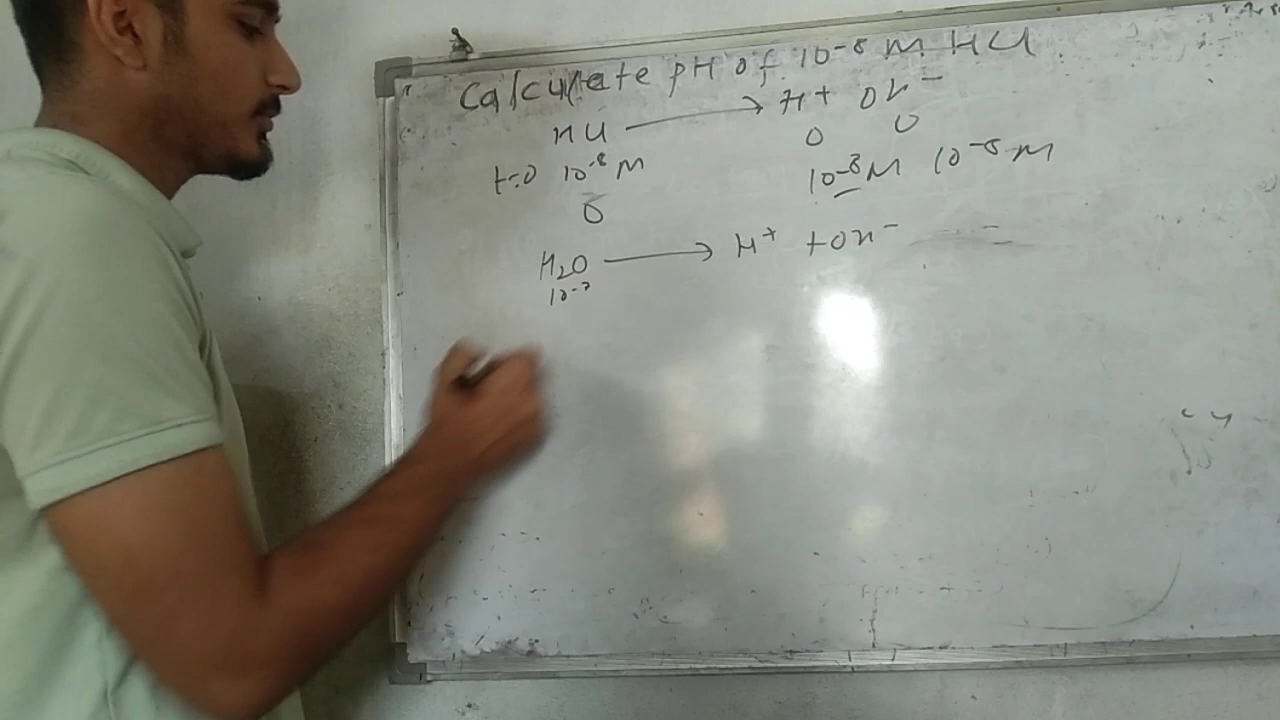 Calculate pH of 10⁻⁸ M HCl
HCl ⟶ H+ OH⁻
0 0
t=0 10⁻⁸ M 10⁻⁸M 10⁻⁸ M
0
H₂O ⟶ H⁺ +OH⁻
10⁻⁷